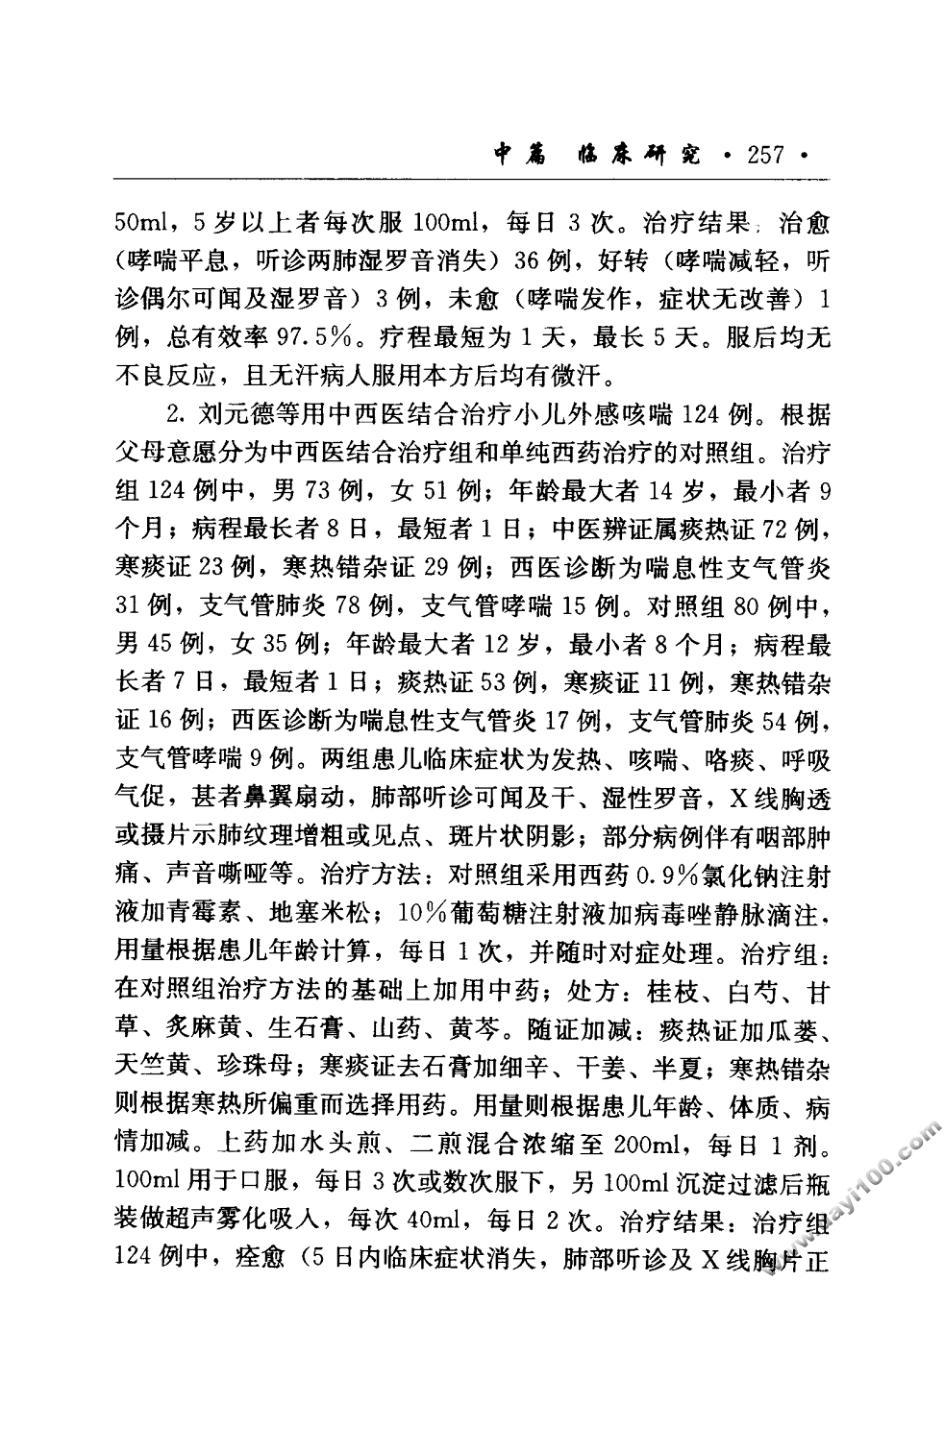 中篇 临床研究 · 257 ·
50ml，5 岁以上者每次服 100ml，每日 3 次。治疗结果：治愈
（哮喘平息，听诊两肺湿罗音消失）36 例，好转（哮喘减轻，听
诊偶尔可闻及湿罗音）3 例，未愈（哮喘发作，症状无改善）1
例，总有效率 97.5%。疗程最短为 1 天，最长 5 天。服后均无
不良反应，且无汗病人服用本方后均有微汗。
2. 刘元德等用中西医结合治疗小儿外感咳喘 124 例。根据
父母意愿分为中西医结合治疗组和单纯西药治疗的对照组。治疗
组 124 例中，男 73 例，女 51 例；年龄最大者 14 岁，最小者 9
个月；病程最长者 8 日，最短者 1 日；中医辨证属痰热证 72 例，
寒痰证 23 例，寒热错杂证 29 例；西医诊断为喘息性支气管炎
31 例，支气管肺炎 78 例，支气管哮喘 15 例。对照组 80 例中，
男 45 例，女 35 例；年龄最大者 12 岁，最小者 8 个月；病程最
长者 7 日，最短者 1 日；痰热证 53 例，寒痰证 11 例，寒热错杂
证 16 例；西医诊断为喘息性支气管炎 17 例，支气管肺炎 54 例，
支气管哮喘 9 例。两组患儿临床症状为发热、咳喘、咯痰、呼吸
气促，甚者鼻翼扇动，肺部听诊可闻及干、湿性罗音，X 线胸透
或摄片示肺纹理增粗或见点、斑片状阴影；部分病例伴有咽部肿
痛、声音嘶哑等。治疗方法：对照组采用西药 0.9%氯化钠注射
液加青霉素、地塞米松；10%葡萄糖注射液加病毒唑静脉滴注，
用量根据患儿年龄计算，每日 1 次，并随时对症处理。治疗组：
在对照组治疗方法的基础上加用中药；处方：桂枝、白芍、甘
草、炙麻黄、生石膏、山药、黄芩。随证加减：痰热证加瓜蒌、
天竺黄、珍珠母；寒痰证去石膏加细辛、干姜、半夏；寒热错杂
则根据寒热所偏重而选择用药。用量则根据患儿年龄、体质、病
情加减。上药加水头煎、二煎混合浓缩至 200ml，每日 1 剂。
100ml 用于口服，每日 3 次或数次服下，另 100ml 沉淀过滤后瓶
装做超声雾化吸入，每次 40ml，每日 2 次。治疗结果：治疗组
124 例中，痊愈（5 日内临床症状消失，肺部听诊及 X 线胸片正